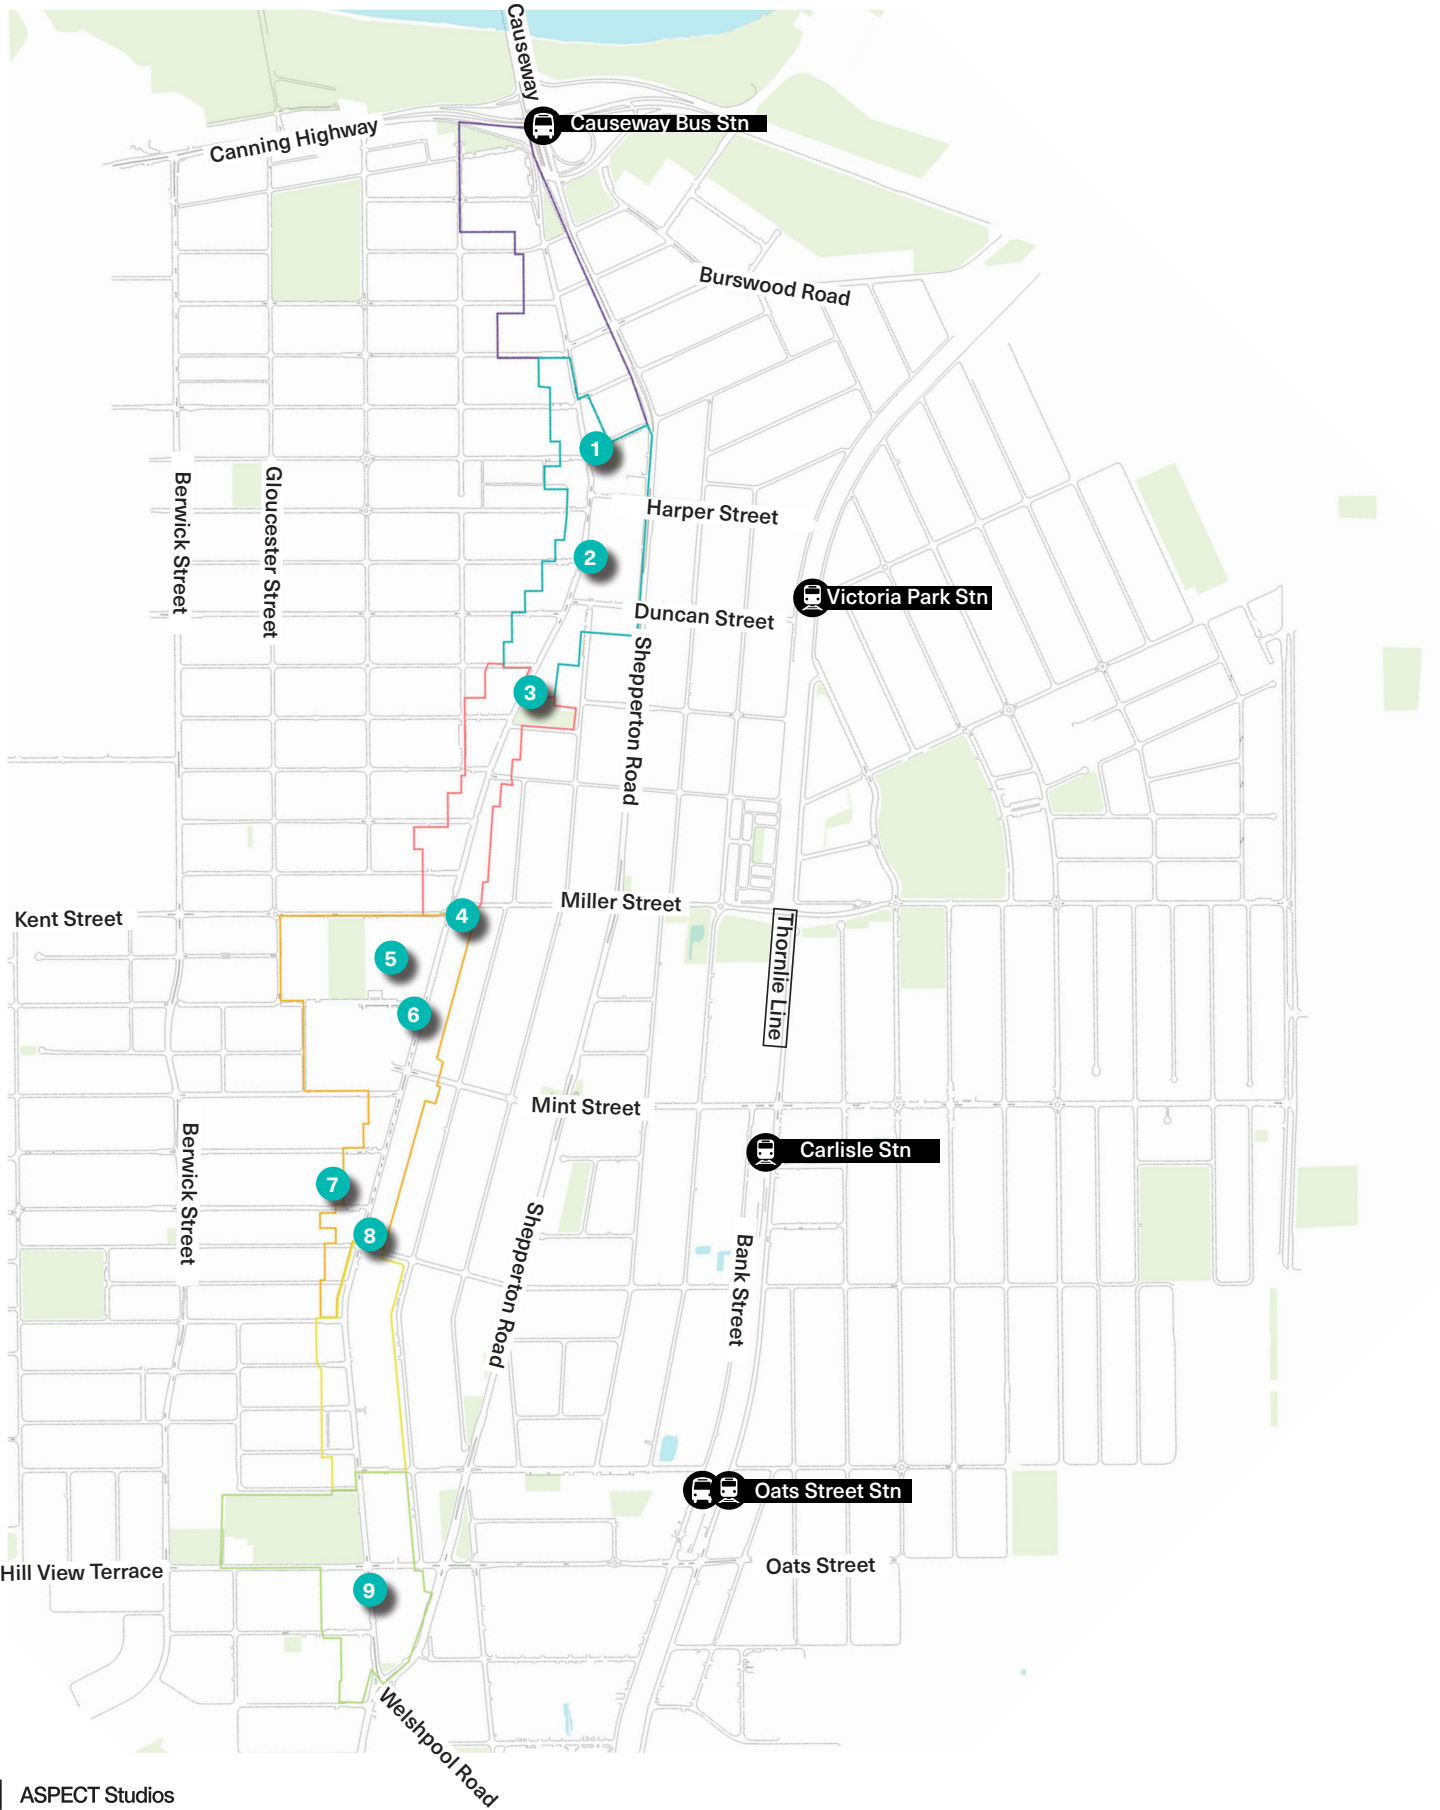 Causeway
Causeway Bus Stn
Canning Highway
Burswood Road
Berwick Street
Gloucester Street
1
Harper Street
2
Victoria Park Stn
Duncan Street
Shepperton Road
3
Miller Street
Kent Street
4
Thornlie Line
5
6
Mint Street
Berwick Street
Carlisle Stn
7
Shepperton Road
8
Bank Street
Oats Street Stn
Oats Street
Hill View Terrace
9
Welshpool Road
ASPECT Studios